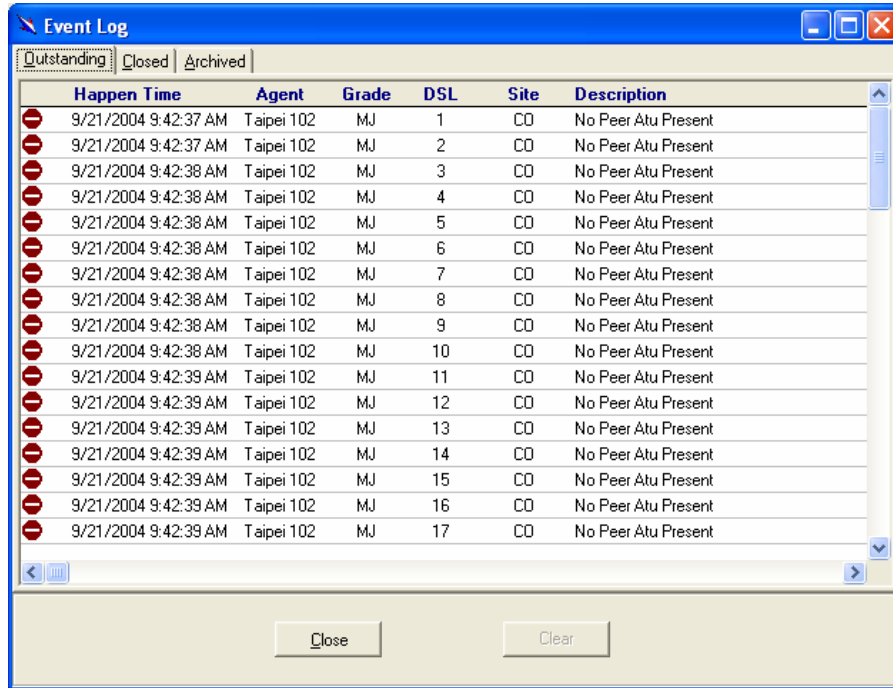 Event Log
Outstanding Closed Archived
Happen Time Agent Grade DSL Site Description
9/21/2004 9:42:37 AM Taipei 102 MJ 1 CO No Peer Atu Present
9/21/2004 9:42:37 AM Taipei 102 MJ 2 CO No Peer Atu Present
9/21/2004 9:42:38 AM Taipei 102 MJ 3 CO No Peer Atu Present
9/21/2004 9:42:38 AM Taipei 102 MJ 4 CO No Peer Atu Present
9/21/2004 9:42:38 AM Taipei 102 MJ 5 CO No Peer Atu Present
9/21/2004 9:42:38 AM Taipei 102 MJ 6 CO No Peer Atu Present
9/21/2004 9:42:38 AM Taipei 102 MJ 7 CO No Peer Atu Present
9/21/2004 9:42:38 AM Taipei 102 MJ 8 CO No Peer Atu Present
9/21/2004 9:42:38 AM Taipei 102 MJ 9 CO No Peer Atu Present
9/21/2004 9:42:38 AM Taipei 102 MJ 10 CO No Peer Atu Present
9/21/2004 9:42:39 AM Taipei 102 MJ 11 CO No Peer Atu Present
9/21/2004 9:42:39 AM Taipei 102 MJ 12 CO No Peer Atu Present
9/21/2004 9:42:39 AM Taipei 102 MJ 13 CO No Peer Atu Present
9/21/2004 9:42:39 AM Taipei 102 MJ 14 CO No Peer Atu Present
9/21/2004 9:42:39 AM Taipei 102 MJ 15 CO No Peer Atu Present
9/21/2004 9:42:39 AM Taipei 102 MJ 16 CO No Peer Atu Present
9/21/2004 9:42:39 AM Taipei 102 MJ 17 CO No Peer Atu Present
Close Clear